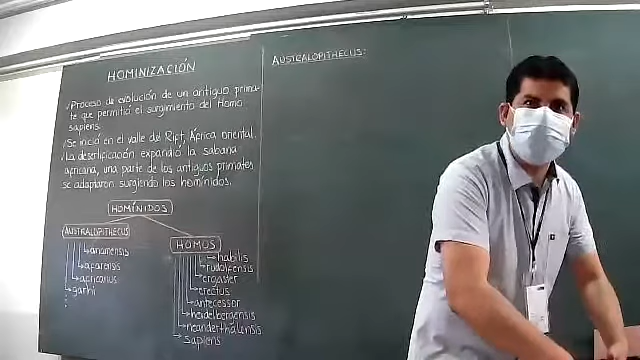 HOMINIZACIÓN
√Proceso de evolución de un antiguo prima-
te que permitió el surgimiento del Homo
sapiens.
√Se inició en el valle del Rift, África oriental.
√La desertificación expandió la sabana
africana, una parte de los antiguos primates
se adaptaron surgiendo los homínidos.
HOMÍNIDOS
AUSTRALOPITHECUS
anamensis
afarensis
africanus
garhi
HOMOS
habilis
rudolfensis
ergaster
erectus
antecessor
heidelbergensis
neanderthalensis
sapiens
AUSTRALOPITHECUS: